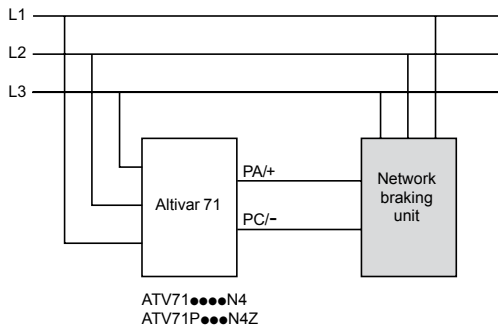 L1
L2
L3
Altivar 71
PA/+
PC/-
Network
braking
unit
ATV71●●●●N4
ATV71P●●●N4Z